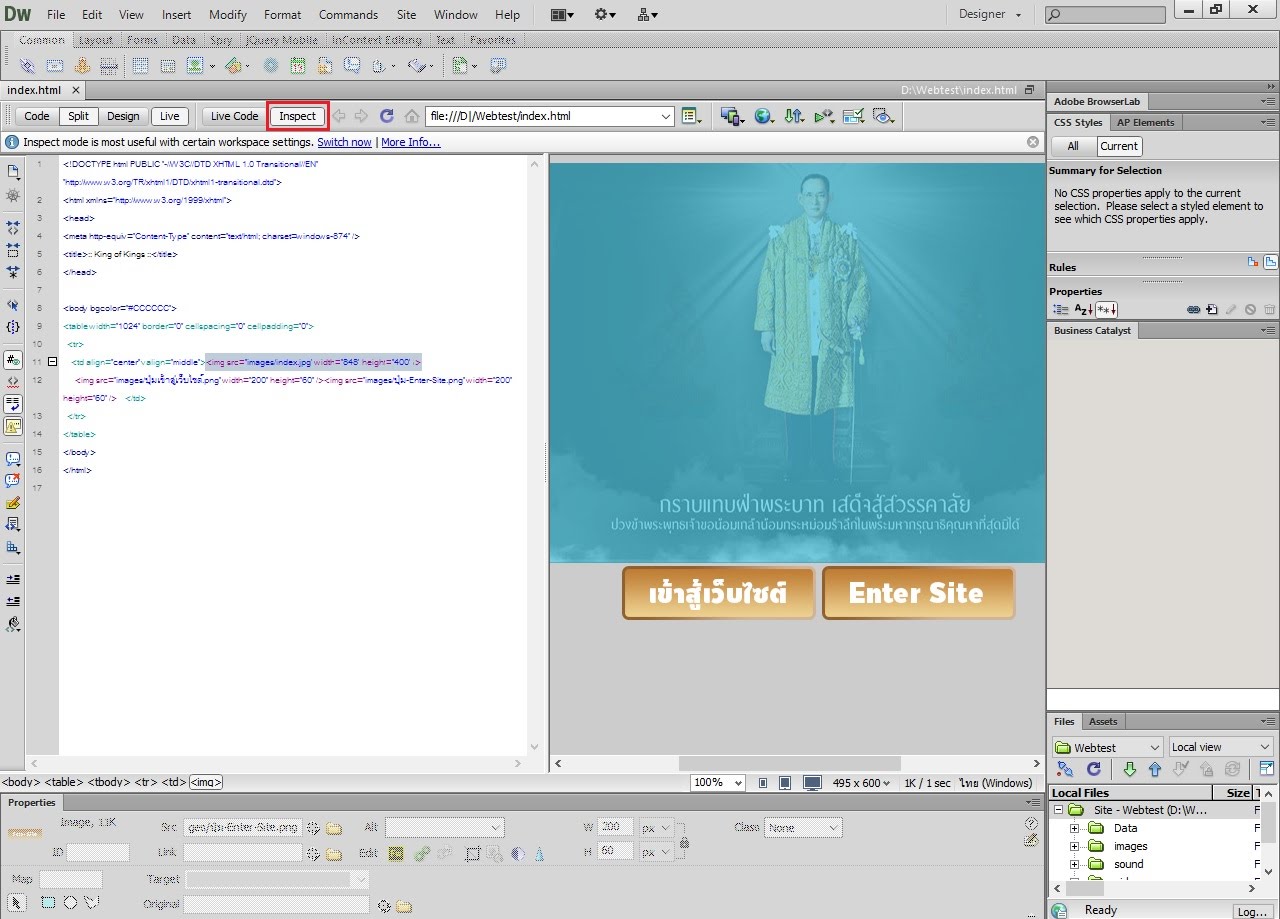 Dw File Edit View Insert Modify Format Commands Site Window Help Designer
Common Layout Forms Data Spry jQuery Mobile InContext Editing Text Favorites
index.html D:\Webtest\index.html
Code Split Design Live Live Code Inspect file:///D|/Webtest/index.html
Inspect mode is most useful with certain workspace settings. Switch now | More Info...
1 <!DOCTYPE html PUBLIC "-//W3C//DTD XHTML 1.0 Transitional//EN"
"http://www.w3.org/TR/xhtml1/DTD/xhtml1-transitional.dtd">
2 <html xmlns="http://www.w3.org/1999/xhtml">
3 <head>
4 <meta http-equiv="Content-Type" content="text/html; charset=windows-874" />
5 <title>:: King of Kings ::</title>
6 </head>
7
8 <body bgcolor="#CCCCCC">
9 <table width="1024" border="0" cellspacing="0" cellpadding="0">
10 <tr>
11 <td align="center" valign="middle"><img src="images/index.jpg" width="848" height="400" />
12 <img src="images/ปุ่มเข้าสู่เว็บไซต์.png" width="200" height="60" /><img src="images/ปุ่ม-Enter-Site.png" width="200"
height="60" /> </td>
13 </tr>
14 </table>
15 </body>
16 </html>
17
กราบแทบฝ่าพระบาท เสด็จสู่สวรรคาลัย
ปวงข้าพระพุทธเจ้าขอน้อมเกล้าน้อมกระหม่อมรำลึกในพระมหากรุณาธิคุณหาที่สุดมิได้
เข้าสู่เว็บไซต์ Enter Site
Adobe BrowserLab
CSS Styles AP Elements
All Current
Summary for Selection
No CSS properties apply to the current
selection. Please select a styled element to
see which CSS properties apply.
Rules
Properties
Business Catalyst
Files Assets
Webtest Local view
Local Files Size T
Site - Webtest (D:\W... F
Data F
images F
sound F
Ready Log...
<body> <table> <tbody> <tr> <td> <img> 100% 495 x 600 1K / 1 sec ไทย (Windows)
Properties
Image, 11K Src ges/ปุ่ม-Enter-Site.png Alt W 200 px Class None
ID Link Edit H 60 px
Map Target
Original